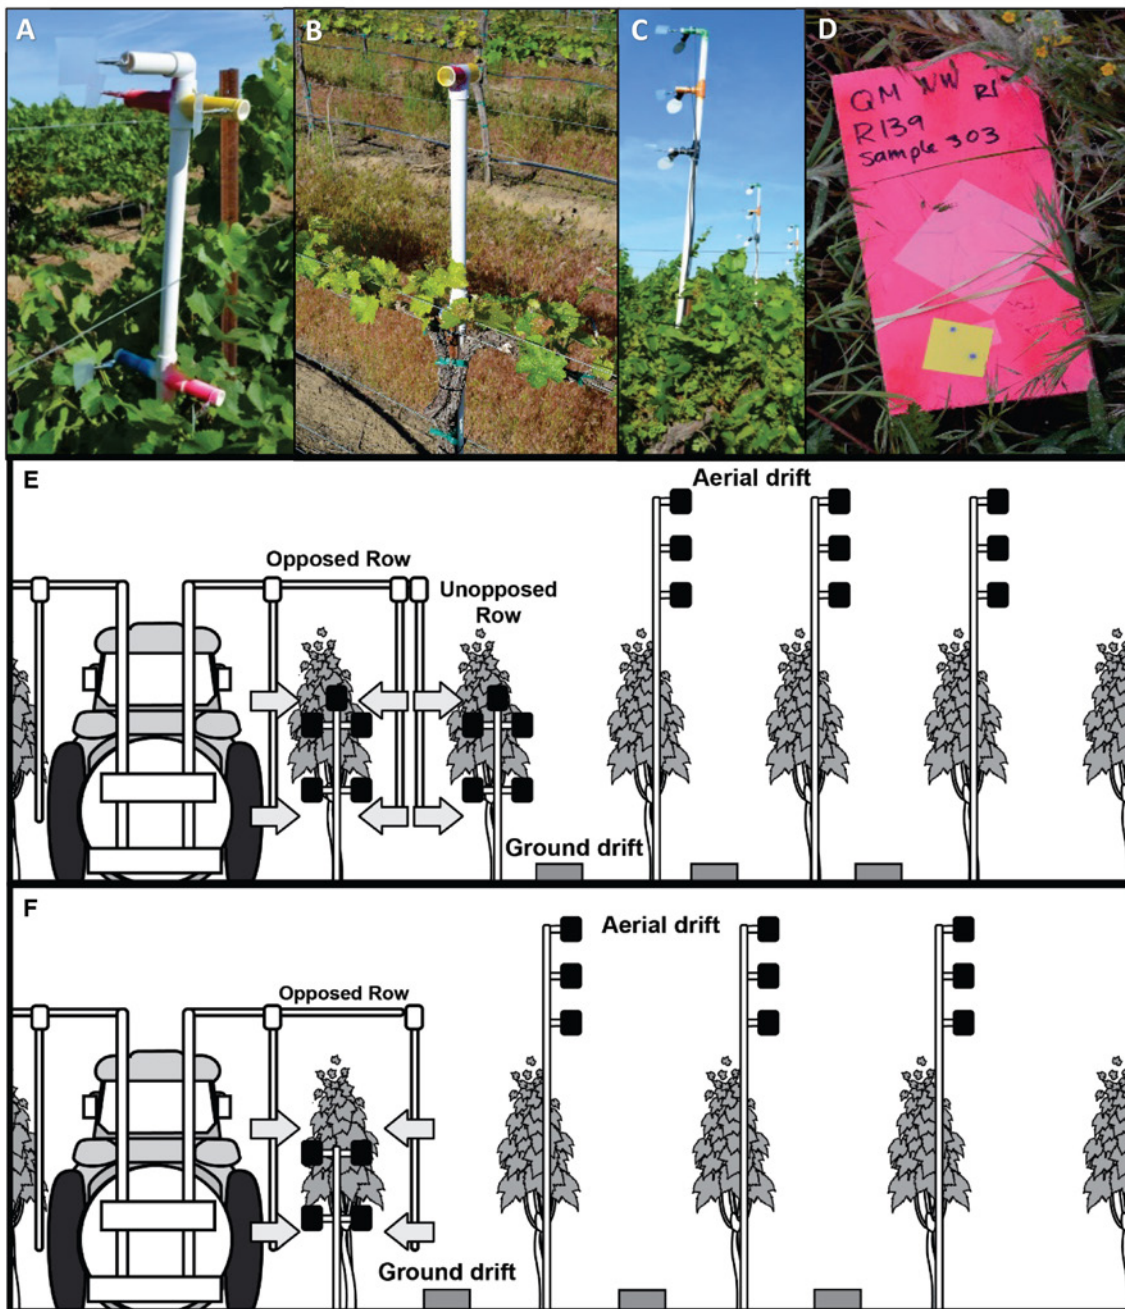 A
B
C
D
QM WW R1
R139
Sample 303
E
Aerial drift
Opposed Row
Unopposed
Row
Ground drift
F
Aerial drift
Opposed Row
Ground drift